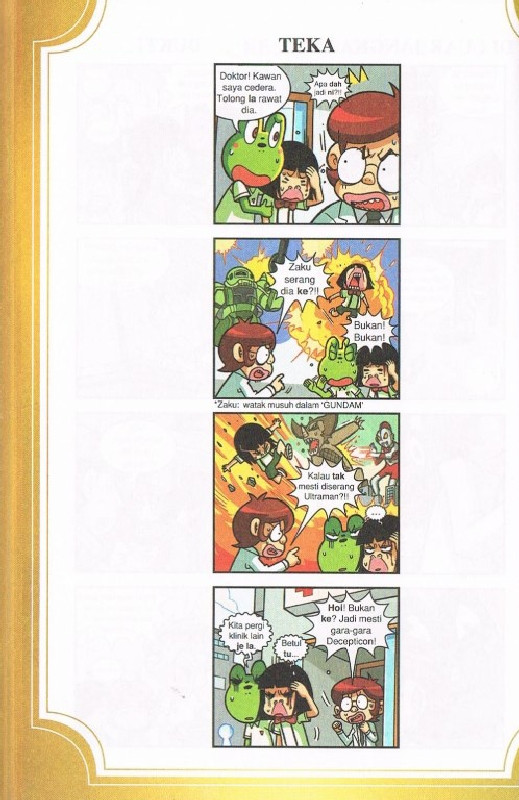 TEKA
Doktor! Kawan
saya cedera.
Tolong la rawat
dia.
Apa dah
jadi ni?!!
Zaku
serang
dia ke?!!
Bukan!
Bukan!
*Zaku: watak musuh dalam "GUNDAM'
Kalau tak
mesti diserang
Ultraman?!!
....
Hoi! Bukan
ke? Jadi mesti
gara-gara
Decepticon!
Kita pergi
klinik lain
je la.
Betul
tu....